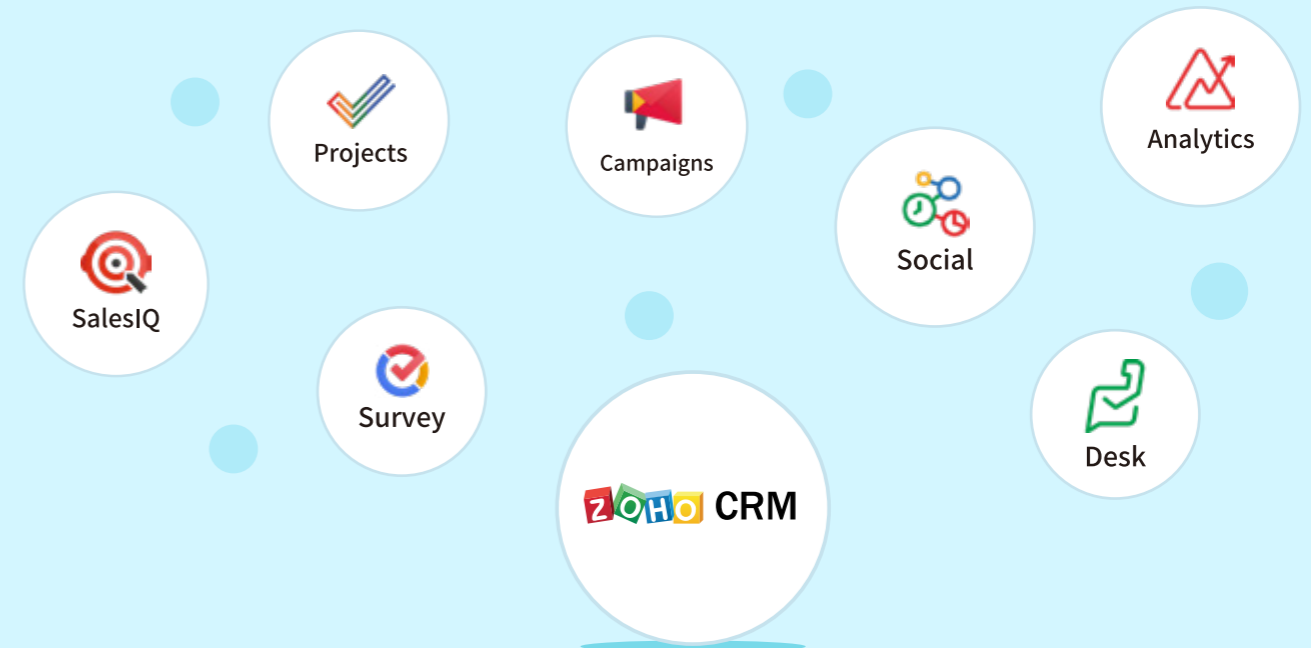 Projects
Campaigns
Analytics
Social
SalesIQ
Survey
Desk
ZOHO CRM